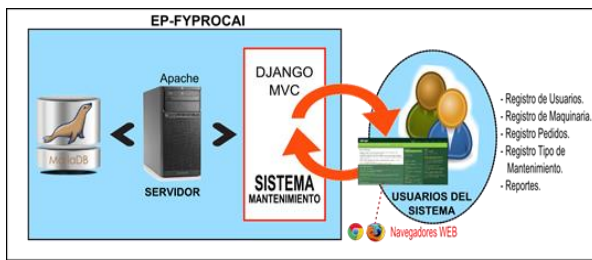 EP-FYPROCAI
MariaDB
Apache
SERVIDOR
DJANGO
MVC
SISTEMA
MANTENIMIENTO
USUARIOS DEL
SISTEMA
Navegadores WEB
- Registro de Usuarios.
- Registro de Maquinaria.
- Registro Pedidos.
- Registro Tipo de
Mantenimiento.
- Reportes.